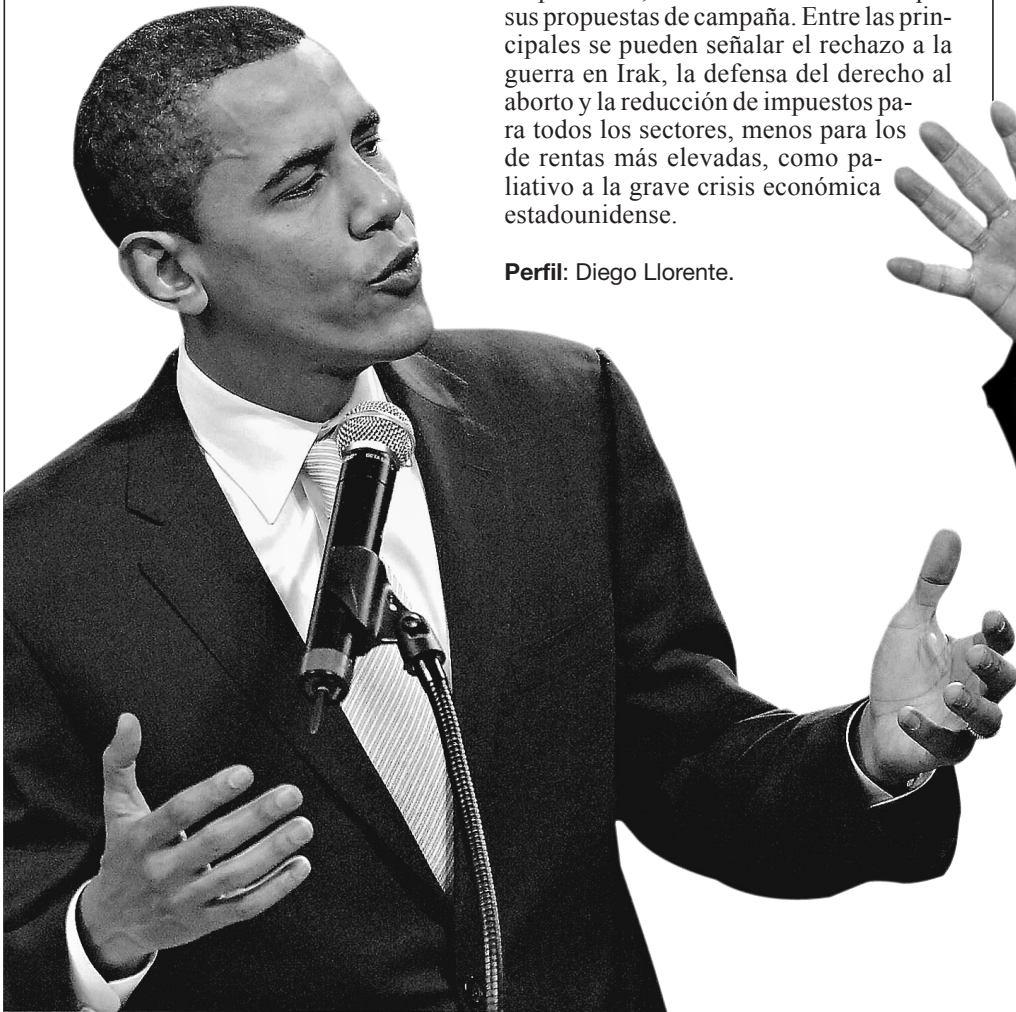 sus propuestas de campaña. Entre las prin-
cipales se pueden señalar el rechazo a la
guerra en Irak, la defensa del derecho al
aborto y la reducción de impuestos pa-
ra todos los sectores, menos para los
de rentas más elevadas, como pa-
liativo a la grave crisis económica
estadounidense.
Perfil: Diego Llorente.